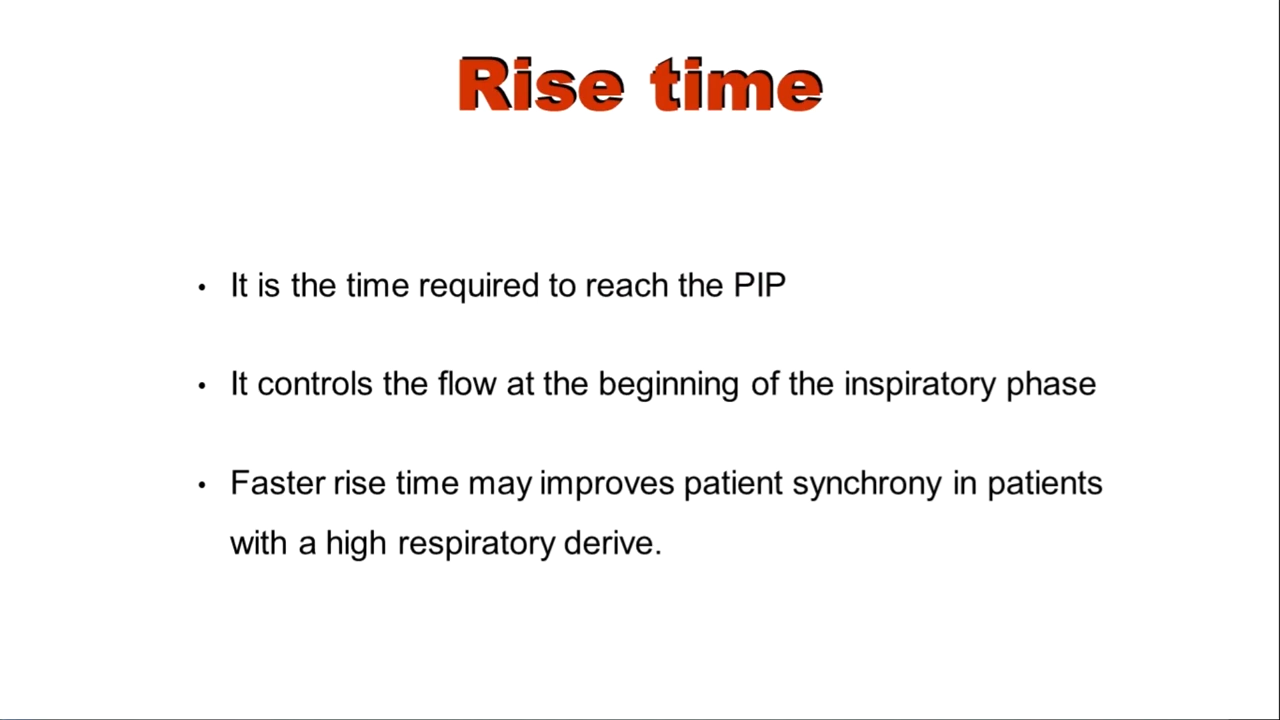 Rise time
• It is the time required to reach the PIP
• It controls the flow at the beginning of the inspiratory phase
• Faster rise time may improves patient synchrony in patients
with a high respiratory derive.